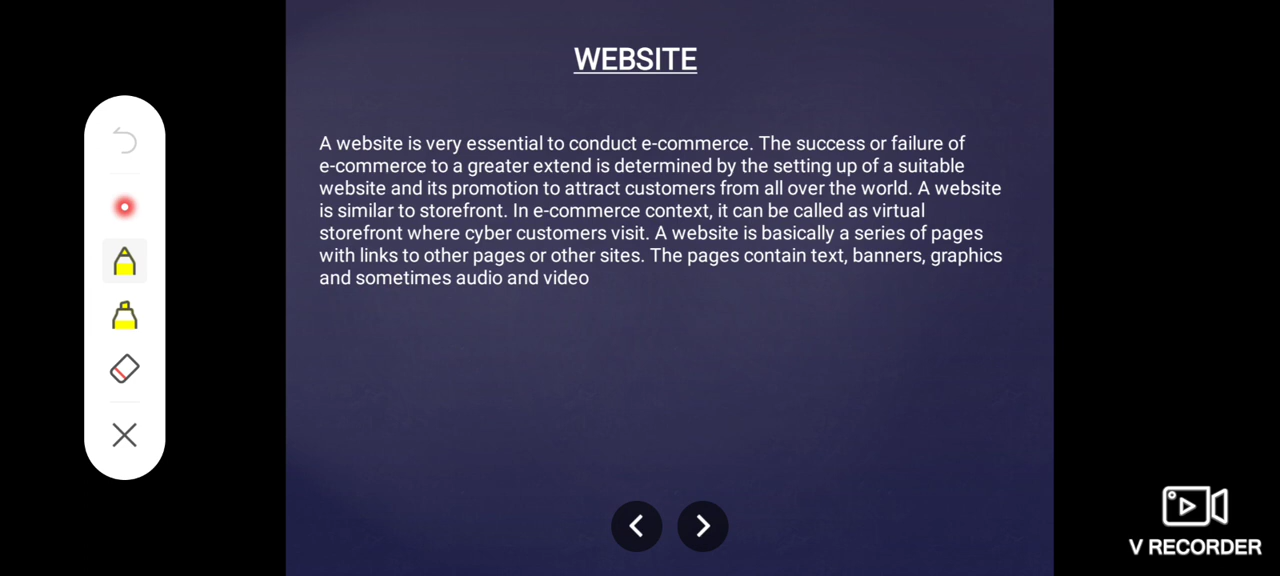 WEBSITE
A website is very essential to conduct e-commerce. The success or failure of
e-commerce to a greater extend is determined by the setting up of a suitable
website and its promotion to attract customers from all over the world. A website
is similar to storefront. In e-commerce context, it can be called as virtual
storefront where cyber customers visit. A website is basically a series of pages
with links to other pages or other sites. The pages contain text, banners, graphics
and sometimes audio and video
V RECORDER